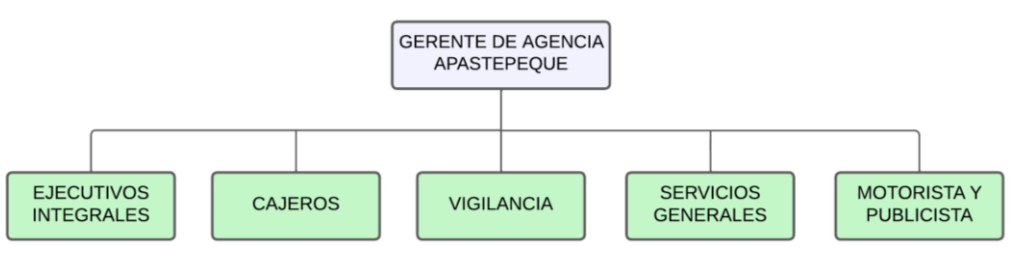 GERENTE DE AGENCIA
APASTEPEQUE
EJECUTIVOS
INTEGRALES
CAJEROS
VIGILANCIA
SERVICIOS
GENERALES
MOTORISTA Y
PUBLICISTA